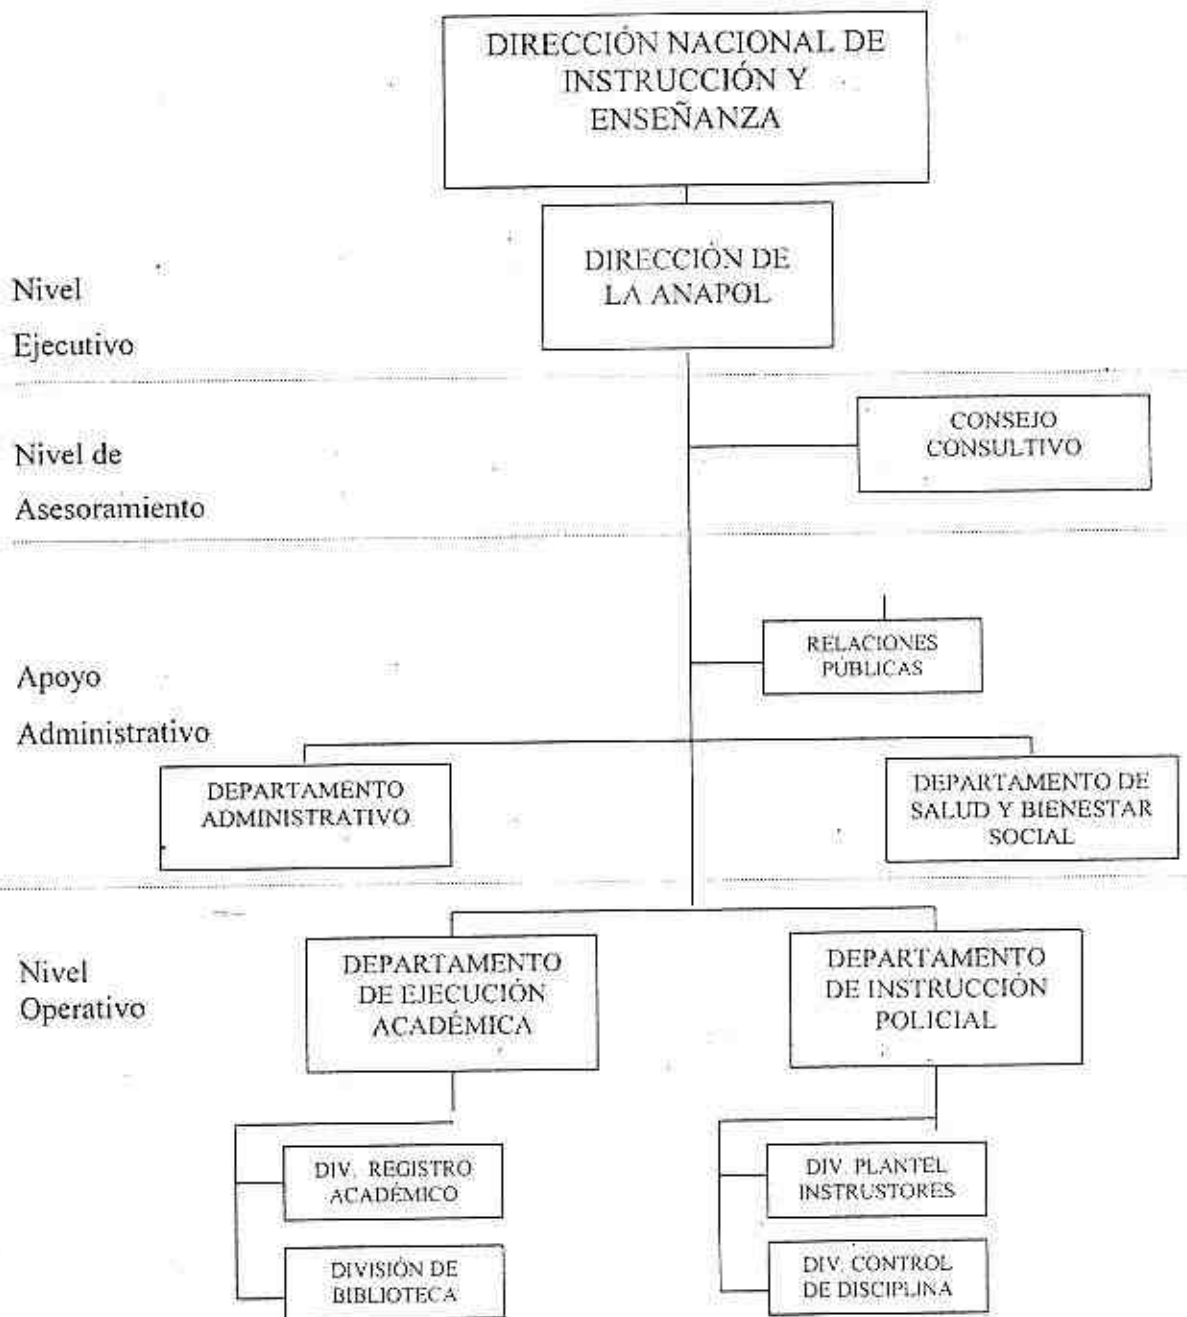 DIRECCIÓN NACIONAL DE
INSTRUCCIÓN Y
ENSEÑANZA
DIRECCIÓN DE
LA ANAPOL
Nivel
Ejecutivo
CONSEJO
CONSULTIVO
Nivel de
Asesoramiento
RELACIONES
PÚBLICAS
Apoyo
Administrativo
DEPARTAMENTO
ADMINISTRATIVO
DEPARTAMENTO DE
SALUD Y BIENESTAR
SOCIAL
Nivel
Operativo
DEPARTAMENTO
DE EJECUCIÓN
ACADÉMICA
DEPARTAMENTO
DE INSTRUCCIÓN
POLICIAL
DIV. REGISTRO
ACADÉMICO
DIV. PLANTEL
INSTRUSTORES
DIVISIÓN DE
BIBLIOTECA
DIV. CONTROL
DE DISCIPLINA